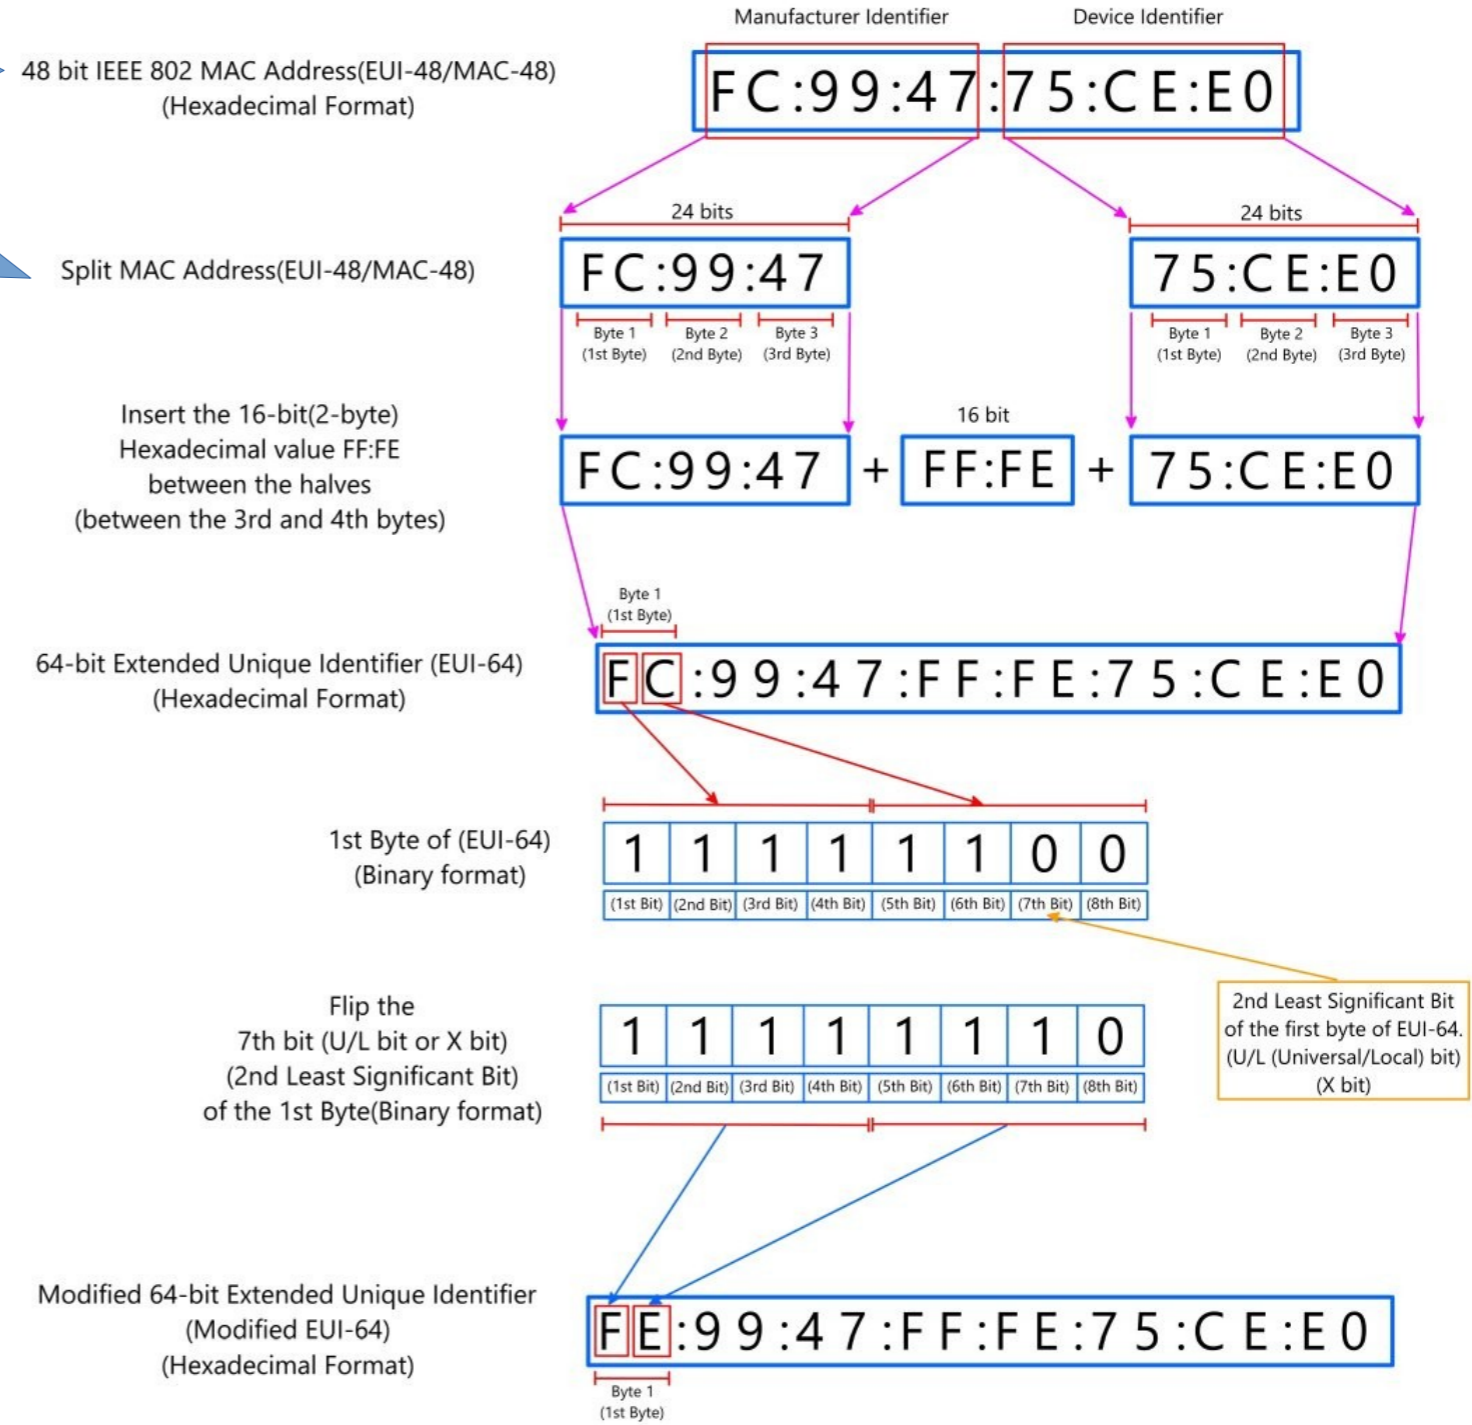 Manufacturer Identifier
Device Identifier
48 bit IEEE 802 MAC Address(EUI-48/MAC-48)
(Hexadecimal Format)
FC:99:47:75:CE:E0
24 bits
24 bits
Split MAC Address(EUI-48/MAC-48)
FC:99:47
75:CE:E0
Byte 1
(1st Byte)
Byte 2
(2nd Byte)
Byte 3
(3rd Byte)
Byte 1
(1st Byte)
Byte 2
(2nd Byte)
Byte 3
(3rd Byte)
Insert the 16-bit(2-byte)
Hexadecimal value FF:FE
between the halves
(between the 3rd and 4th bytes)
16 bit
FC:99:47 + FF:FE + 75:CE:E0
Byte 1
(1st Byte)
64-bit Extended Unique Identifier (EUI-64)
(Hexadecimal Format)
FC:99:47:FF:FE:75:CE:E0
1st Byte of (EUI-64)
(Binary format)
1 1 1 1 1 1 0 0
(1st Bit) (2nd Bit) (3rd Bit) (4th Bit) (5th Bit) (6th Bit) (7th Bit) (8th Bit)
2nd Least Significant Bit
of the first byte of EUI-64.
(U/L (Universal/Local) bit)
(X bit)
Flip the
7th bit (U/L bit or X bit)
(2nd Least Significant Bit)
of the 1st Byte(Binary format)
1 1 1 1 1 1 1 0
(1st Bit) (2nd Bit) (3rd Bit) (4th Bit) (5th Bit) (6th Bit) (7th Bit) (8th Bit)
Modified 64-bit Extended Unique Identifier
(Modified EUI-64)
(Hexadecimal Format)
FE:99:47:FF:FE:75:CE:E0
Byte 1
(1st Byte)